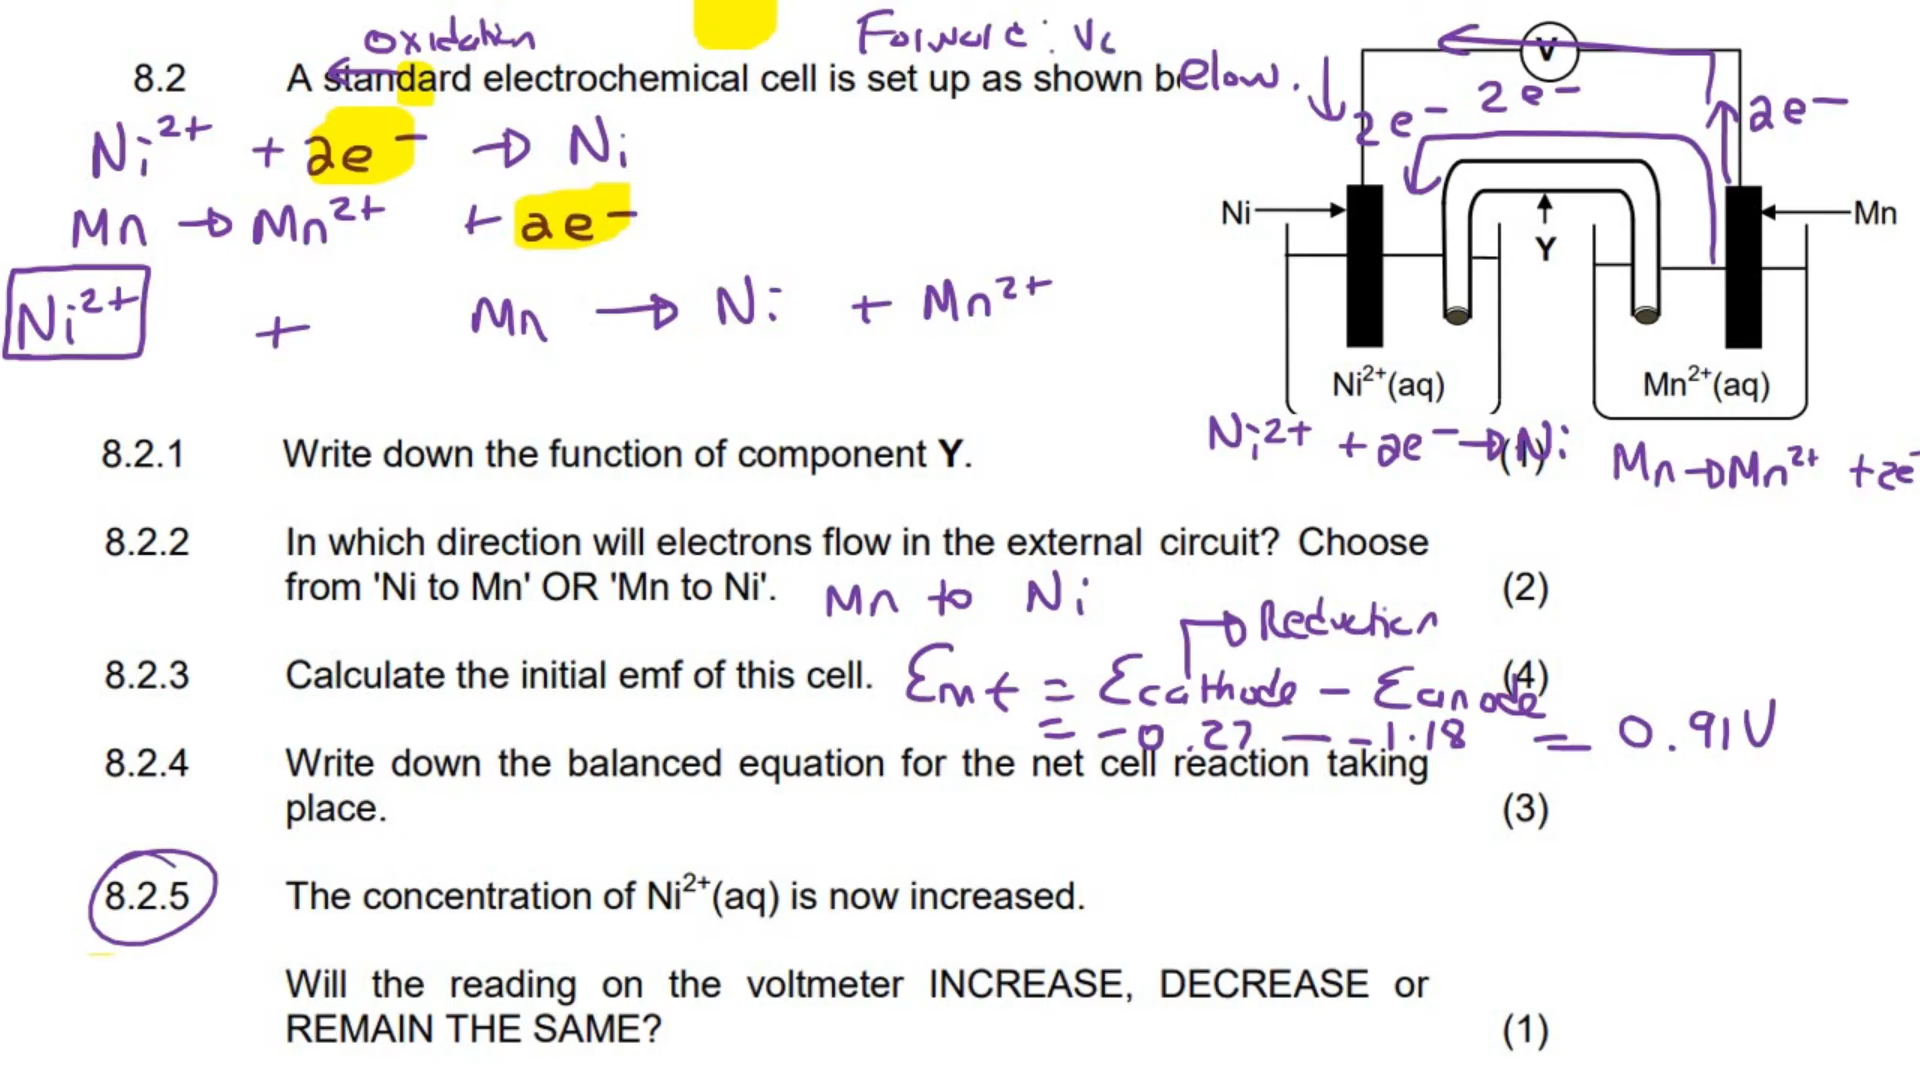 oxidation
Forward : Vc
8.2 A standard electrochemical cell is set up as shown below.
V
2e⁻ 2e⁻ 2e⁻
Ni²⁺ + 2e⁻ → Ni
Mn → Mn²⁺ + 2e⁻
Ni Y Mn
Ni²⁺ + Mn → Ni + Mn²⁺
Ni²⁺(aq) Mn²⁺(aq)
Ni²⁺ + 2e⁻ → Ni Mn → Mn²⁺ + 2e⁻
8.2.1 Write down the function of component Y. (1)
8.2.2 In which direction will electrons flow in the external circuit? Choose
from 'Ni to Mn' OR 'Mn to Ni'. Mn to Ni (2)
→ Reduction
8.2.3 Calculate the initial emf of this cell. Emf = Ecathode - Eanode (4)
= -0.27 - -1.18 = 0.91V
8.2.4 Write down the balanced equation for the net cell reaction taking
place. (3)
8.2.5 The concentration of Ni²⁺(aq) is now increased.
Will the reading on the voltmeter INCREASE, DECREASE or
REMAIN THE SAME? (1)